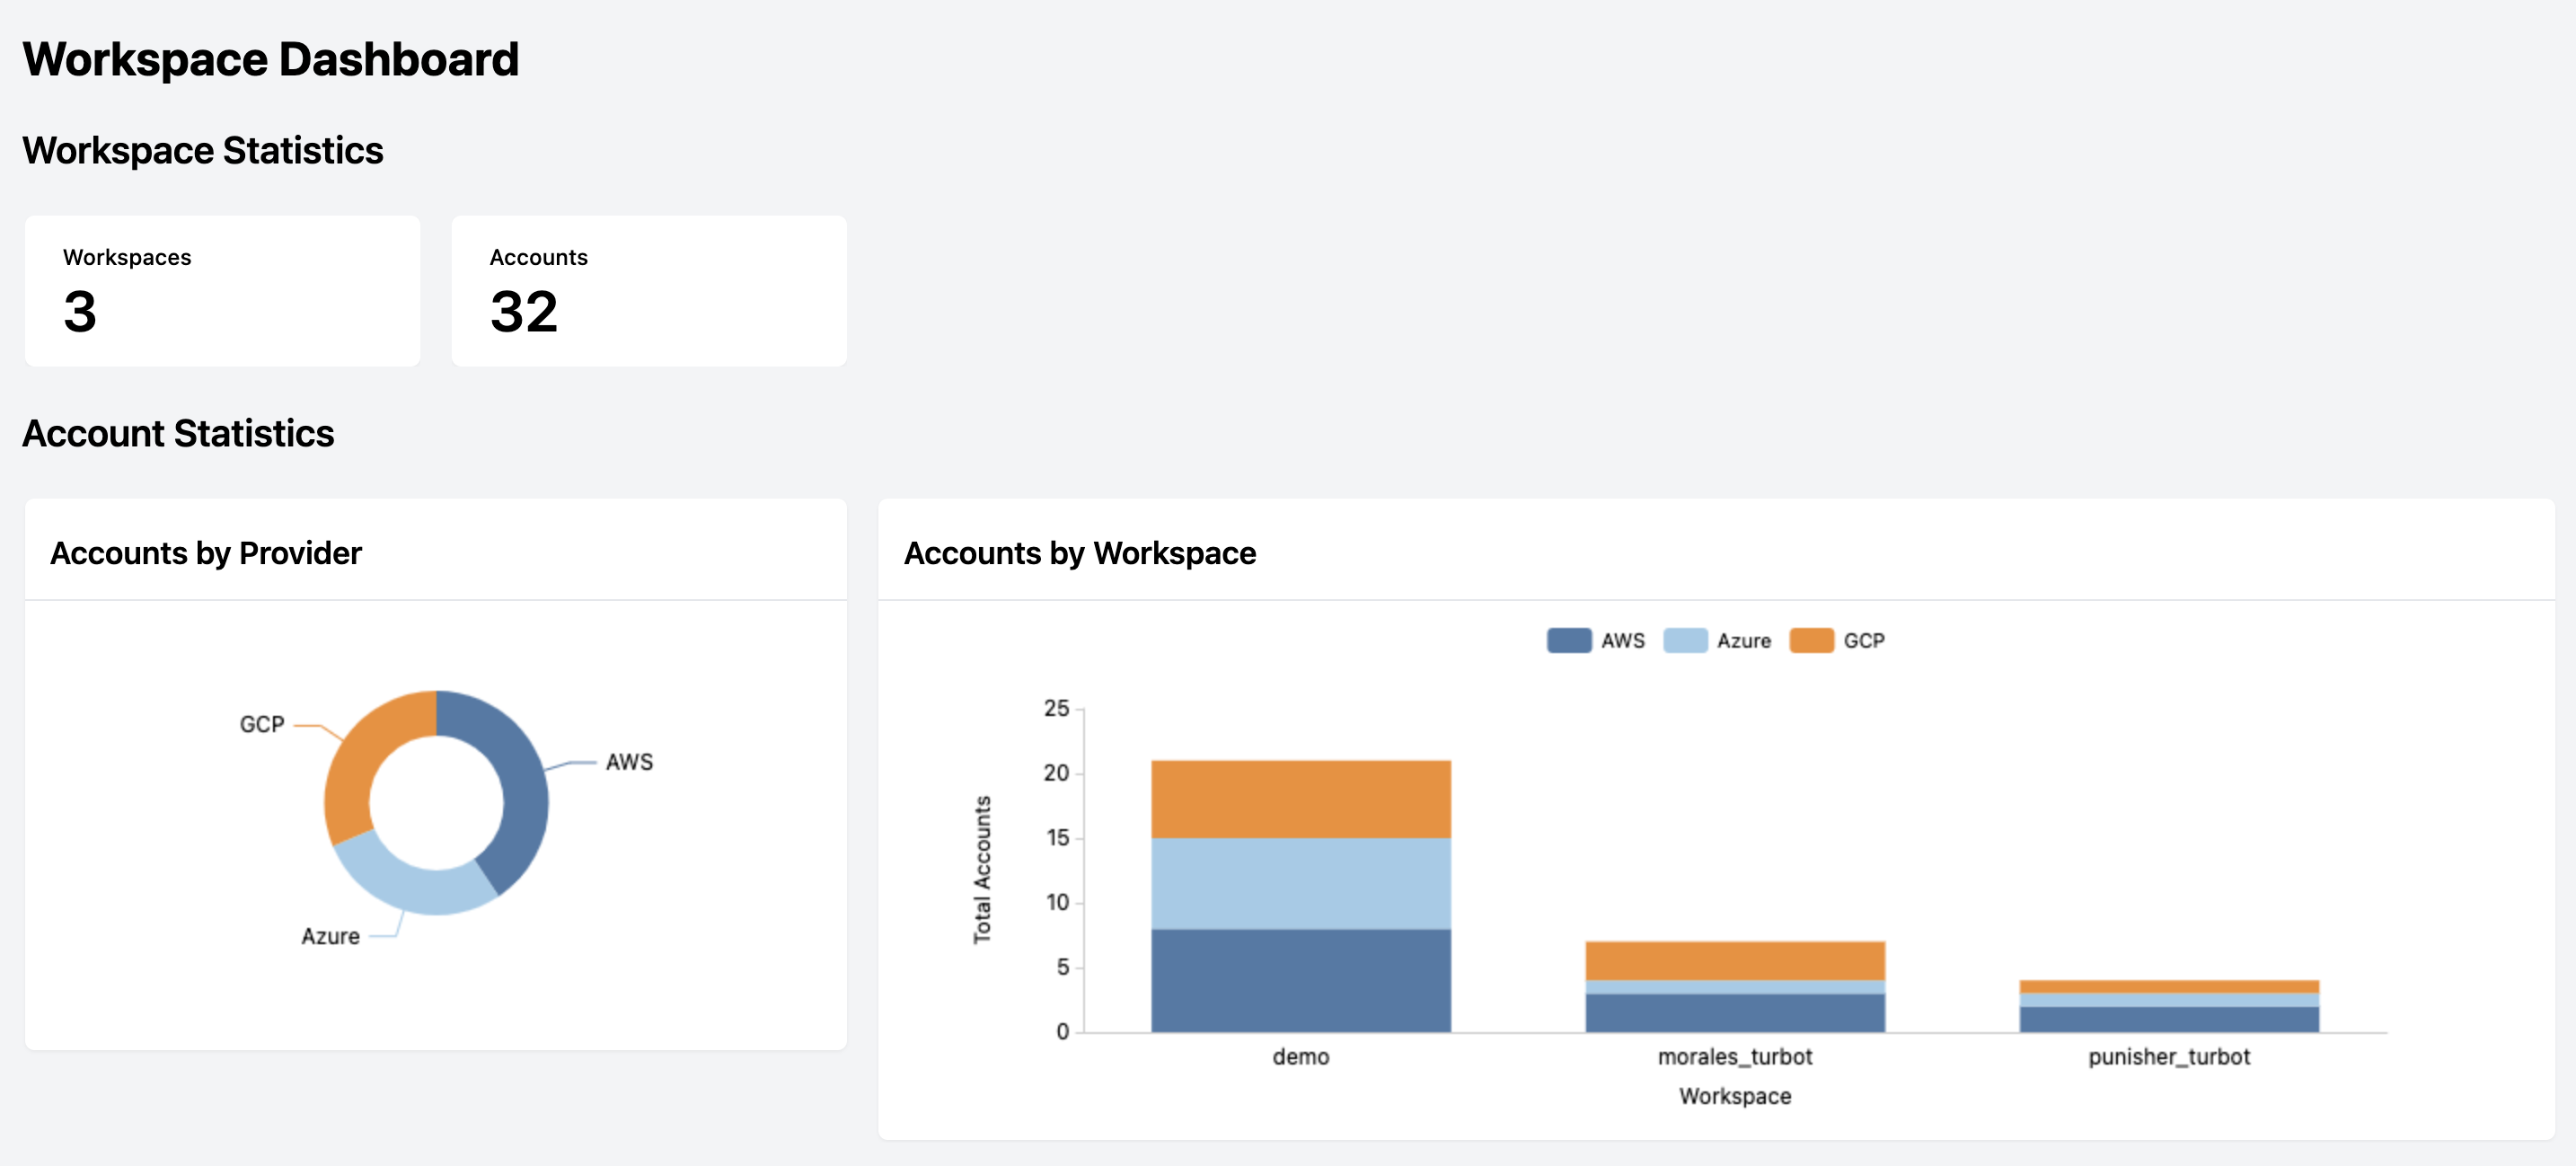 Workspace Dashboard
Workspace Statistics
Workspaces
3
Accounts
32
Account Statistics
Accounts by Provider
GCP
AWS
Azure
Accounts by Workspace
AWS Azure GCP
Total Accounts
25
20
15
10
5
0
demo morales_turbot punisher_turbot
Workspace